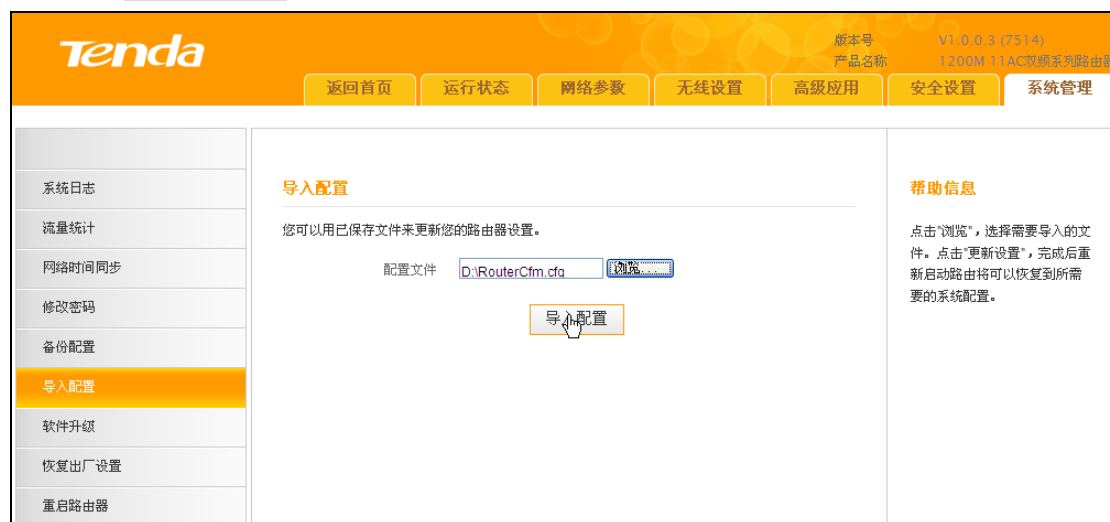 Tenda
版本号 V1.0.0.3 (7514)
产品名称 1200M 11AC双频系列路由器
返回首页 运行状态 网络参数 无线设置 高级应用 安全设置 系统管理
系统日志
流量统计
网络时间同步
修改密码
备份配置
导入配置
软件升级
恢复出厂设置
重启路由器
导入配置
您可以用已保存文件来更新您的路由器设置。
配置文件 D:\RouterCfm.cfg 浏览...
导入配置
帮助信息
点击"浏览"，选择需要导入的文
件。点击"更新设置"，完成后重
新启动路由将可以恢复到所需
要的系统配置。